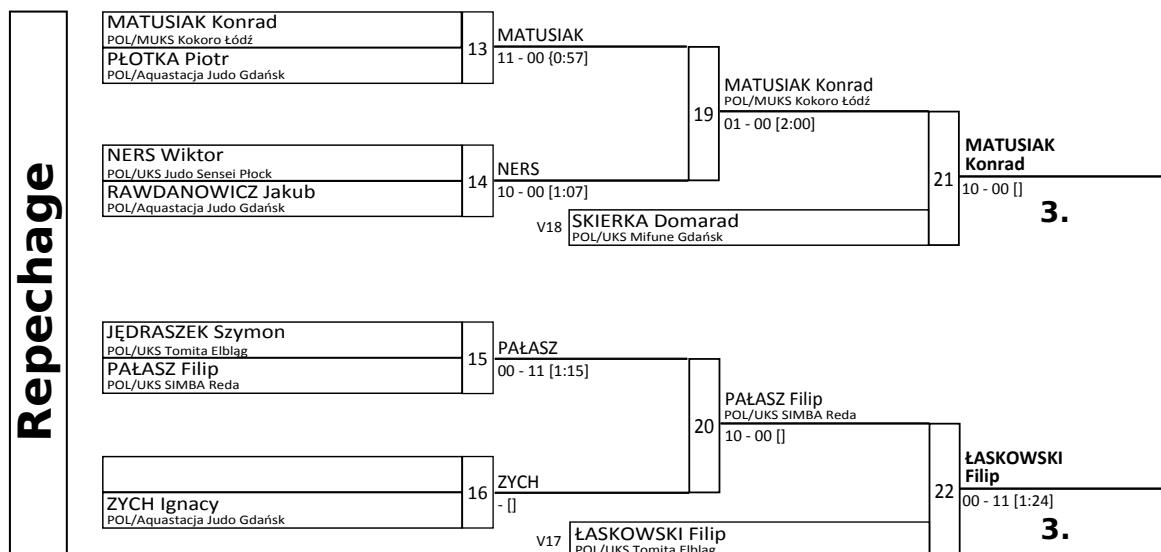 Repechage
MATUSIAK Konrad
POL/MUKS Kokoro Łódź
PŁOTKA Piotr
POL/Aquastacja Judo Gdańsk
13
MATUSIAK
11 - 00 {0:57]
NERS Wiktor
POL/UKS Judo Sensei Płock
RAWDANOWICZ Jakub
POL/Aquastacja Judo Gdańsk
14
NERS
10 - 00 [1:07]
19
MATUSIAK Konrad
POL/MUKS Kokoro Łódź
01 - 00 [2:00]
V18
SKIERKA Domarad
POL/UKS Mifune Gdańsk
21
MATUSIAK
Konrad
10 - 00 []
3.
JĘDRASZEK Szymon
POL/UKS Tomita Elbląg
PAŁASZ Filip
POL/UKS SIMBA Reda
15
PAŁASZ
00 - 11 [1:15]
ZYCH Ignacy
POL/Aquastacja Judo Gdańsk
16
ZYCH
- []
20
PAŁASZ Filip
POL/UKS SIMBA Reda
10 - 00 []
V17
ŁASKOWSKI Filip
POL/UKS Tomita Elbląg
22
ŁASKOWSKI
Filip
00 - 11 [1:24]
3.